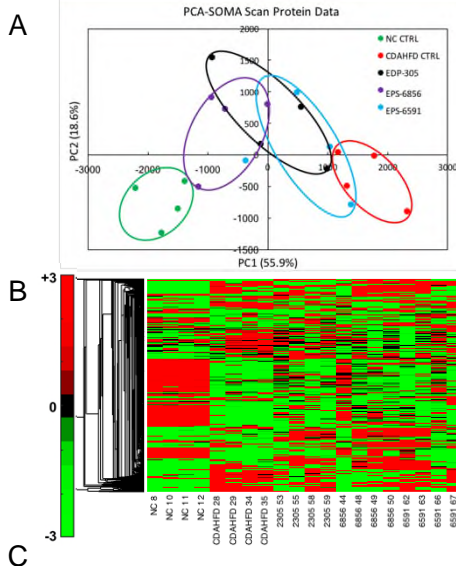 A
PCA-SOMA Scan Protein Data
NC CTRL
CDAHFD CTRL
EDP-305
EPS-6856
EPS-6591
PC2 (18.6%)
2000
1500
1000
500
0
-500
-1000
-1500
-3000
-2000
-1000
0
1000
2000
3000
PC1 (55.9%)
B
+3
0
-3
NC 8
NC 10
NC 11
NC 12
CDAHFD 28
CDAHFD 29
CDAHFD 34
CDAHFD 35
2305 53
2305 55
2305 58
2305 59
6856 44
6856 48
6856 49
6856 50
6591 62
6591 63
6591 66
6591 67
C